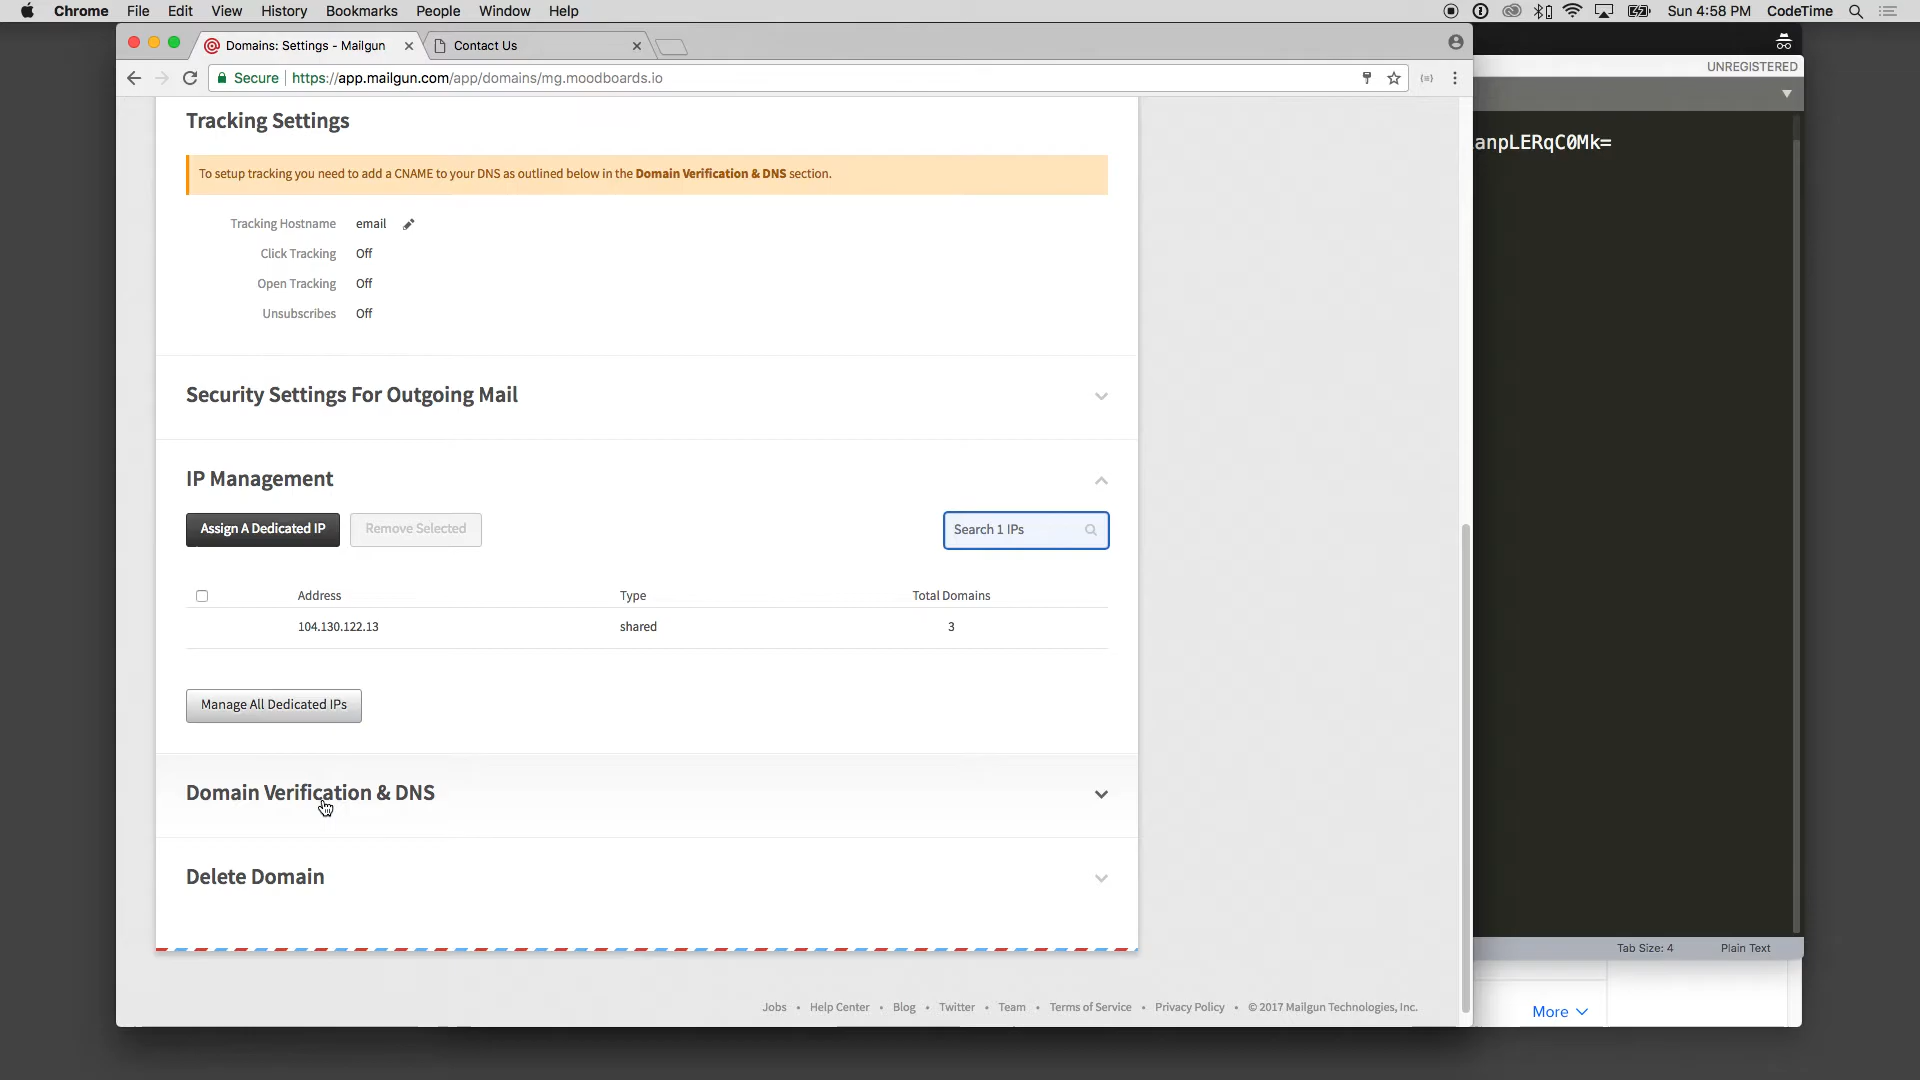 Chrome File Edit View History Bookmarks People Window Help
Sun 4:58 PM CodeTime
Domains: Settings - Mailgun
Contact Us
UNREGISTERED
Secure https://app.mailgun.com/app/domains/mg.moodboards.io
Tracking Settings
anpLERqC0Mk=
To setup tracking you need to add a CNAME to your DNS as outlined below in the Domain Verification & DNS section.
Tracking Hostname email
Click Tracking Off
Open Tracking Off
Unsubscribes Off
Security Settings For Outgoing Mail
IP Management
Assign A Dedicated IP Remove Selected Search 1 IPs
Address Type Total Domains
104.130.122.13 shared 3
Manage All Dedicated IPs
Domain Verification & DNS
Delete Domain
Tab Size: 4 Plain Text
Jobs • Help Center • Blog • Twitter • Team • Terms of Service • Privacy Policy • © 2017 Mailgun Technologies, Inc.
More